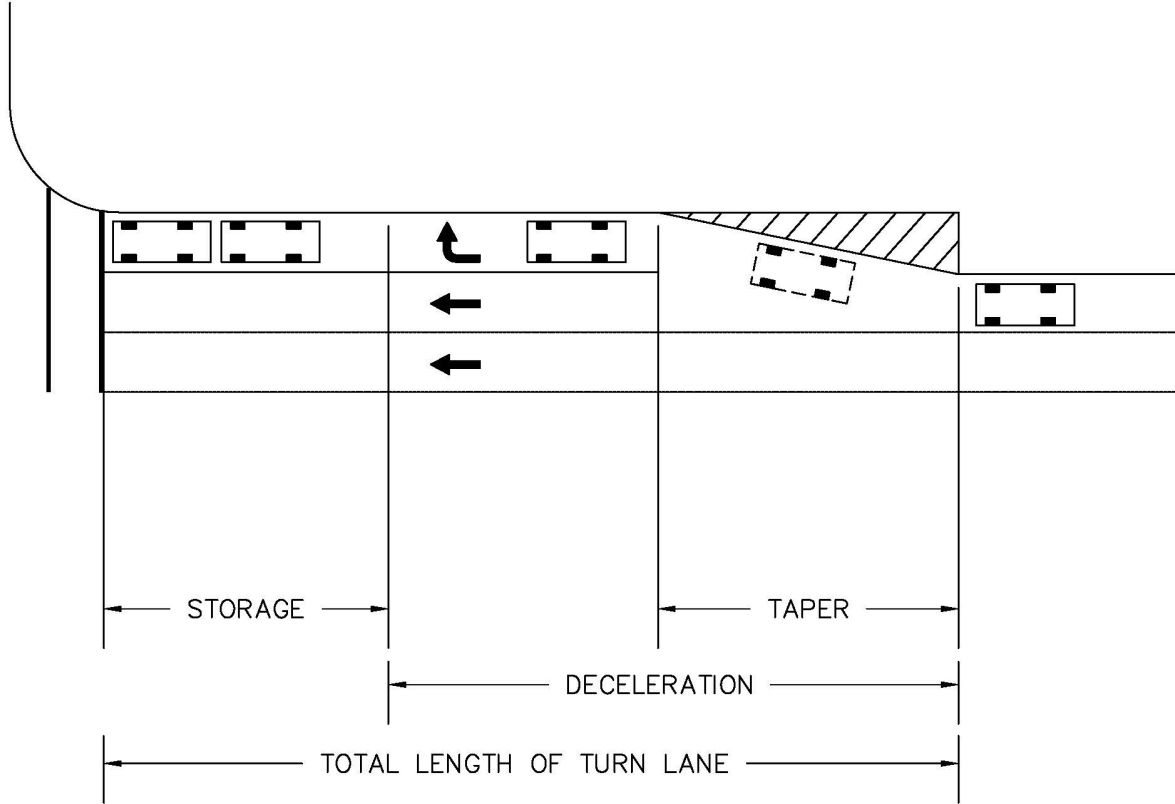 STORAGE
TAPER
DECELERATION
TOTAL LENGTH OF TURN LANE